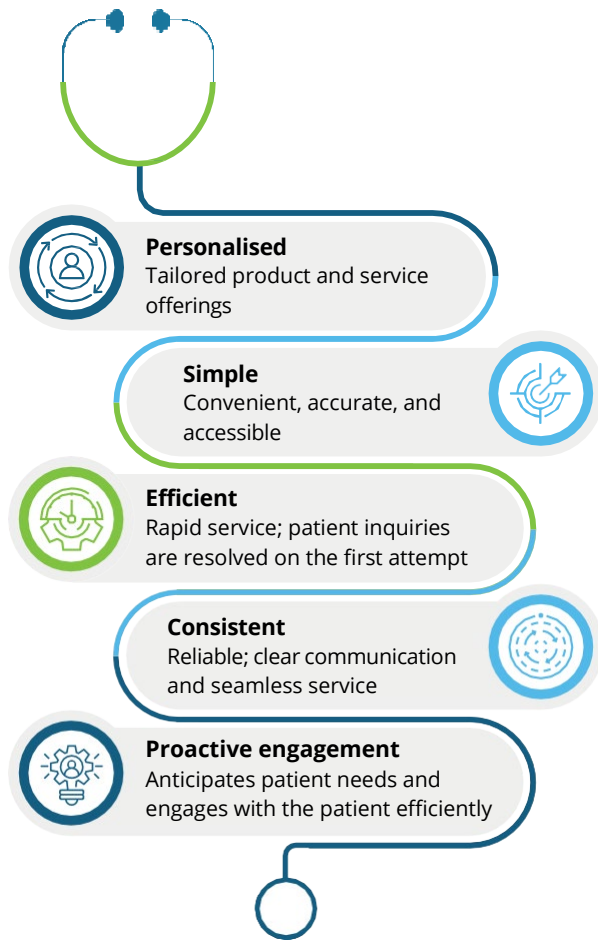 Personalised
Tailored product and service
offerings
Simple
Convenient, accurate, and
accessible
Efficient
Rapid service; patient inquiries
are resolved on the first attempt
Consistent
Reliable; clear communication
and seamless service
Proactive engagement
Anticipates patient needs and
engages with the patient efficiently